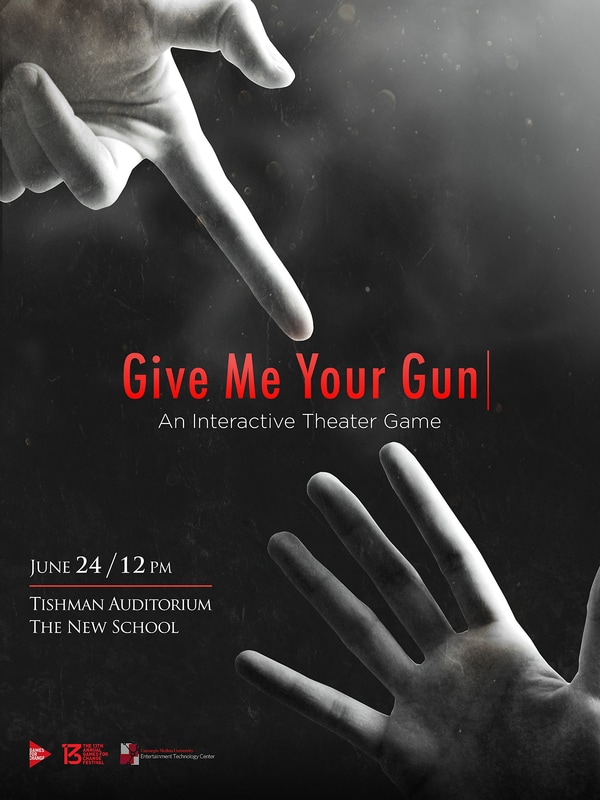 Give Me Your Gun|
An Interactive Theater Game
June 24 / 12 PM
Tishman Auditorium
The New School
GAMES
FOR
CHANGE
13
THE 13TH
ANNUAL
GAMES FOR
CHANGE
FESTIVAL
Carnegie Mellon University
Entertainment Technology Center